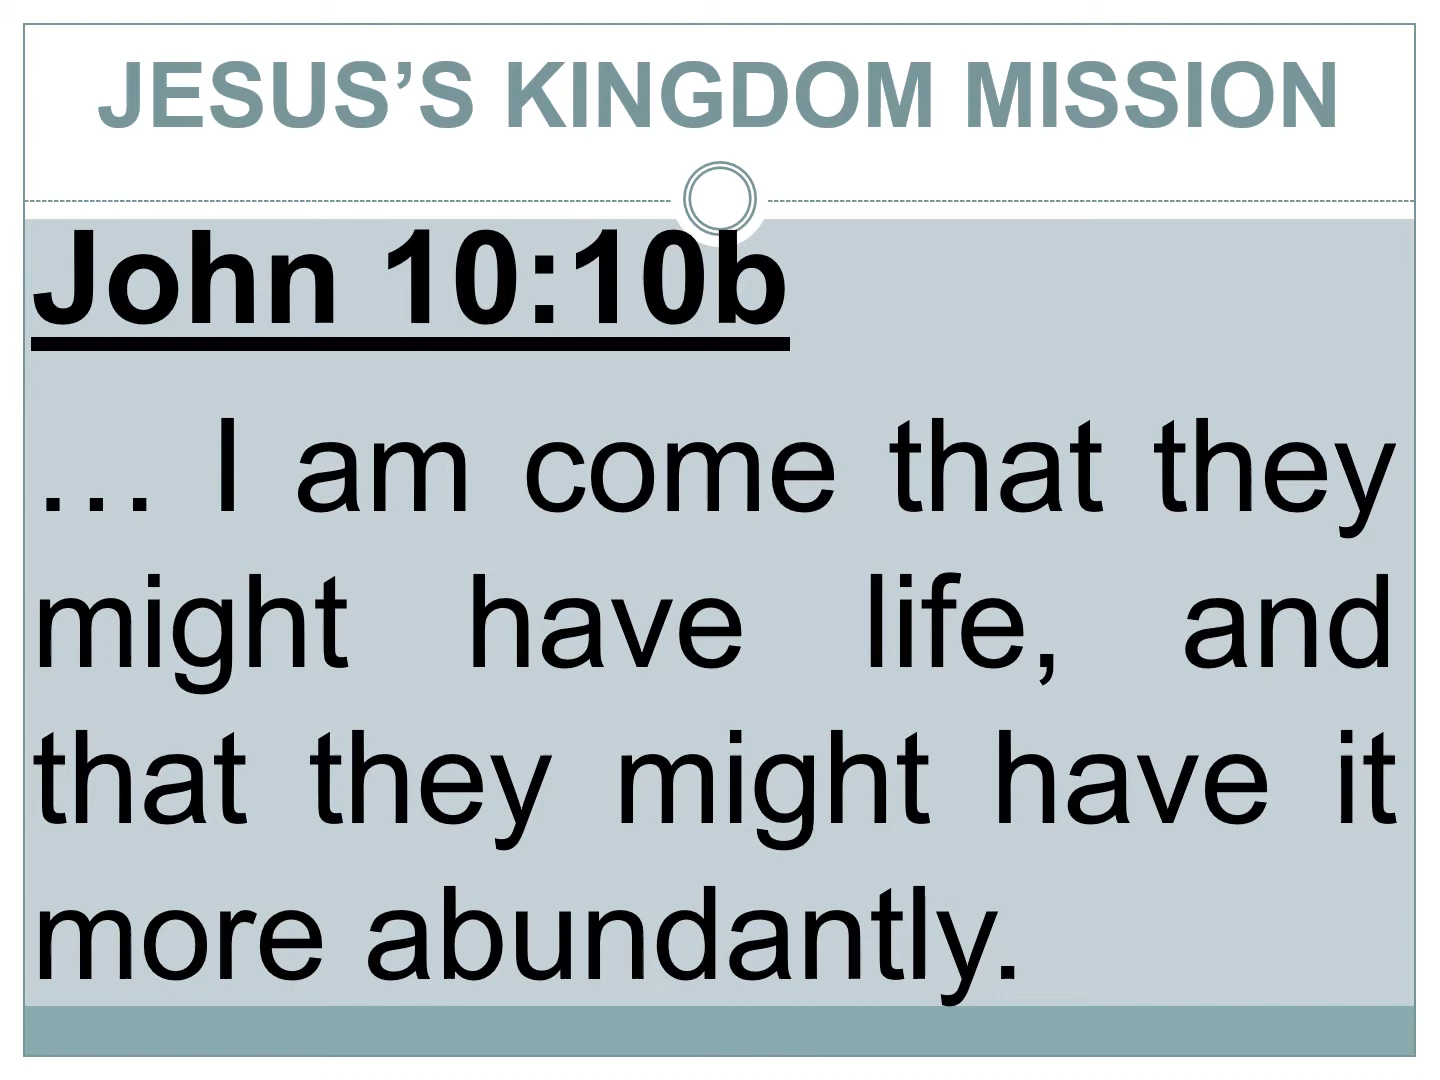 JESUS’S KINGDOM MISSION
John 10:10b
… I am come that they
might have life, and
that they might have it
more abundantly.